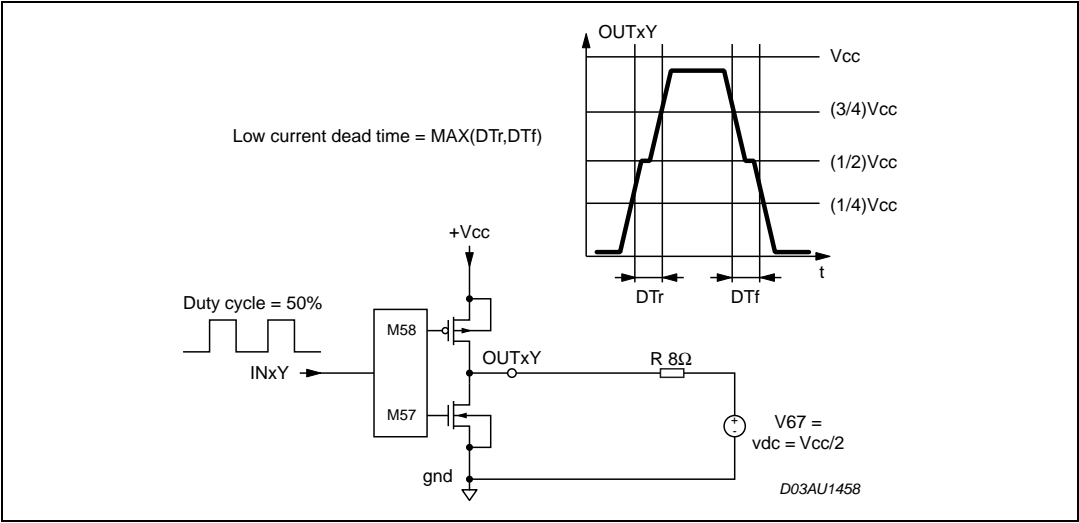 OUTxY
Vcc
(3/4)Vcc
Low current dead time = MAX(DTr,DTf)
(1/2)Vcc
(1/4)Vcc
+Vcc
t
DTr
DTf
Duty cycle = 50%
M58
OUTxY
R 8Ω
INxY
M57
+
-
V67 =
vdc = Vcc/2
gnd
D03AU1458